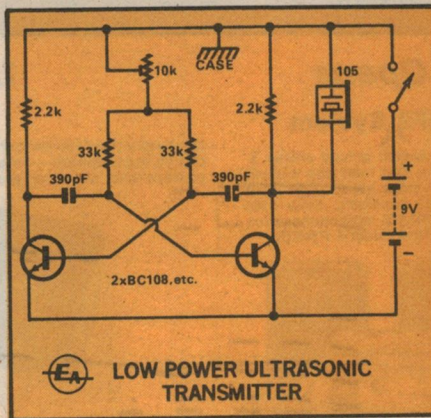 CASE
10k
105
2.2k
2.2k
33k
33k
390pF
390pF
+
9V
−
2xBC108,etc.
EA
LOW POWER ULTRASONIC
TRANSMITTER